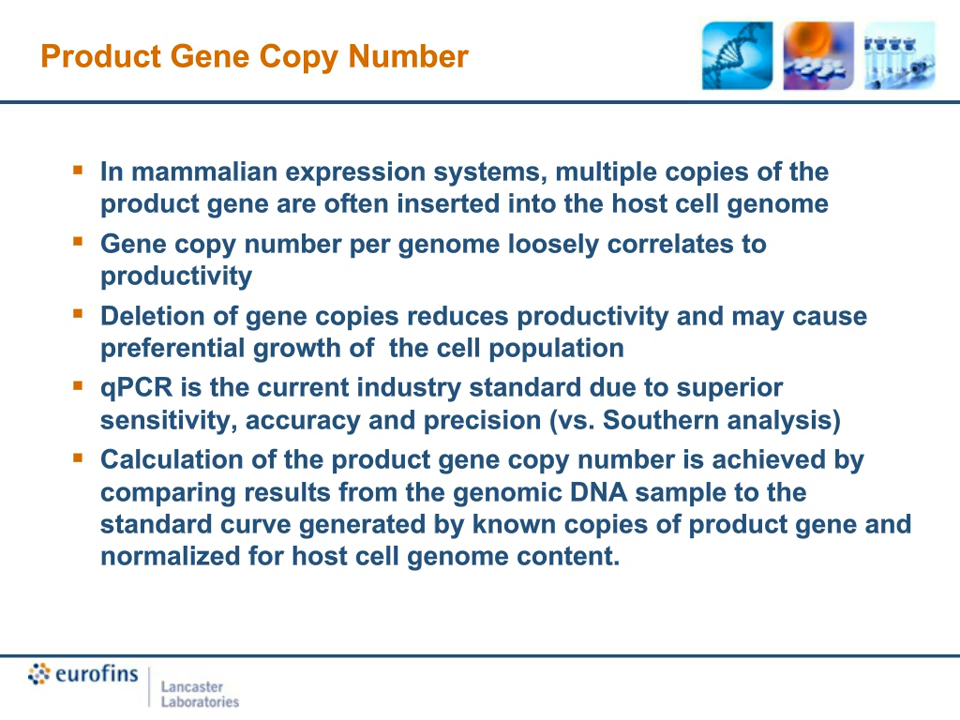 Product Gene Copy Number
▪ In mammalian expression systems, multiple copies of the
product gene are often inserted into the host cell genome
▪ Gene copy number per genome loosely correlates to
productivity
▪ Deletion of gene copies reduces productivity and may cause
preferential growth of  the cell population
▪ qPCR is the current industry standard due to superior
sensitivity, accuracy and precision (vs. Southern analysis)
▪ Calculation of the product gene copy number is achieved by
comparing results from the genomic DNA sample to the
standard curve generated by known copies of product gene and
normalized for host cell genome content.
eurofins
Lancaster
Laboratories